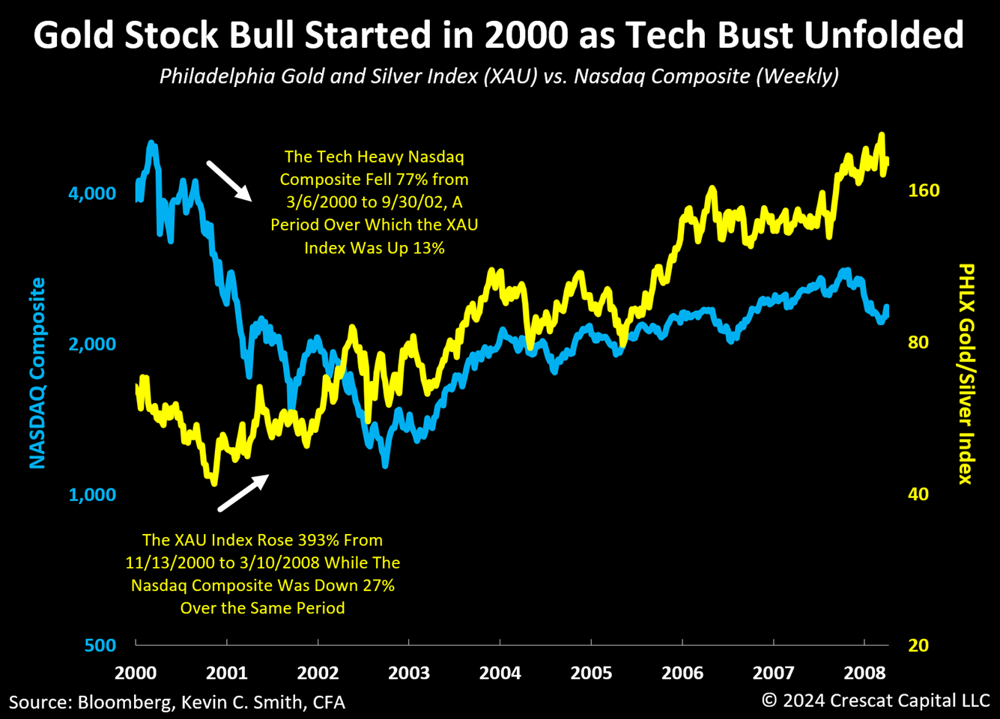 Gold Stock Bull Started in 2000 as Tech Bust Unfolded
Philadelphia Gold and Silver Index (XAU) vs. Nasdaq Composite (Weekly)
The Tech Heavy Nasdaq
Composite Fell 77% from
3/6/2000 to 9/30/02, A
Period Over Which the XAU
Index Was Up 13%
4,000
2,000
1,000
500
NASDAQ Composite
160
80
40
20
PHLX Gold/Silver Index
The XAU Index Rose 393% From
11/13/2000 to 3/10/2008 While The
Nasdaq Composite Was Down 27%
Over the Same Period
2000 2001 2002 2003 2004 2005 2006 2007 2008
Source: Bloomberg, Kevin C. Smith, CFA
© 2024 Crescat Capital LLC